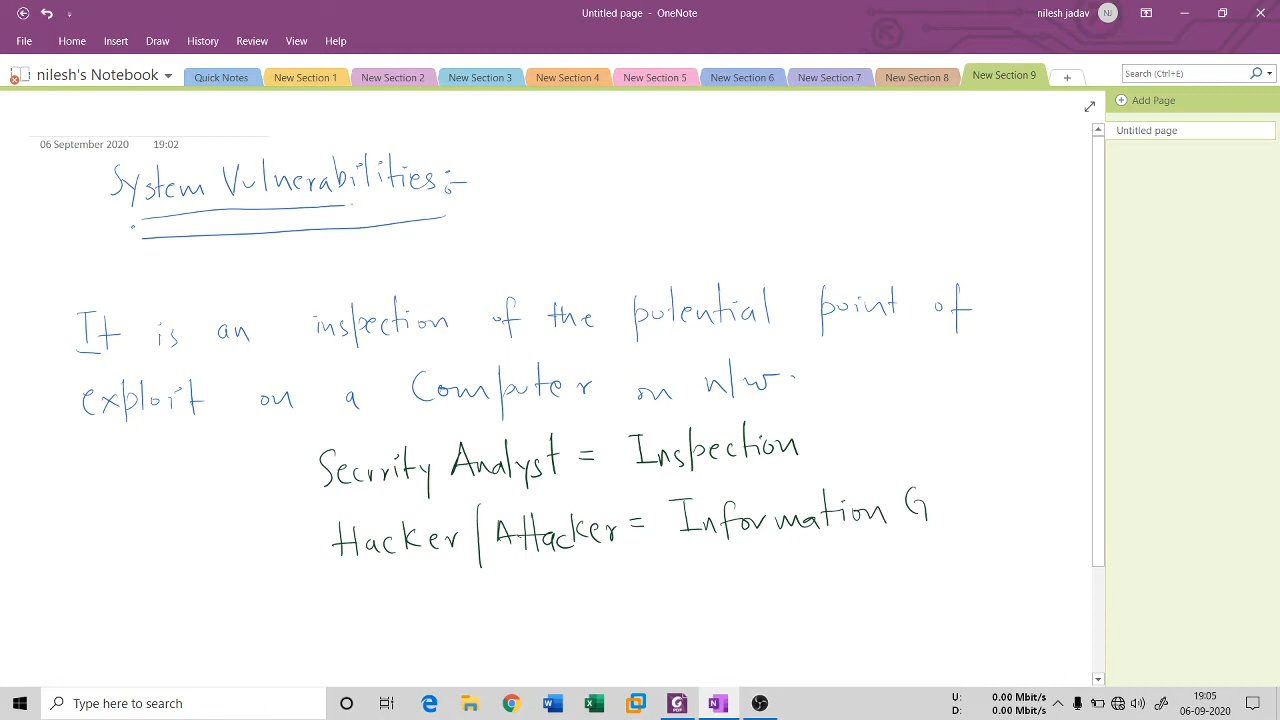 Untitled page - OneNote
nilesh jadav NJ
File Home Insert Draw History Review View Help
nilesh's Notebook Quick Notes New Section 1 New Section 2 New Section 3 New Section 4 New Section 5 New Section 6 New Section 7 New Section 8 New Section 9 + Search (Ctrl+E)
Add Page
Untitled page
06 September 2020 19:02
System Vulnerabilities :-
It is an inspection of the potential point of
exploit on a Computer on n/w.
Security Analyst = Inspection
Hacker / Attacker = Information G
Type here to search
U: 0.00 Mbit/s
D: 0.00 Mbit/s
19:05
06-09-2020